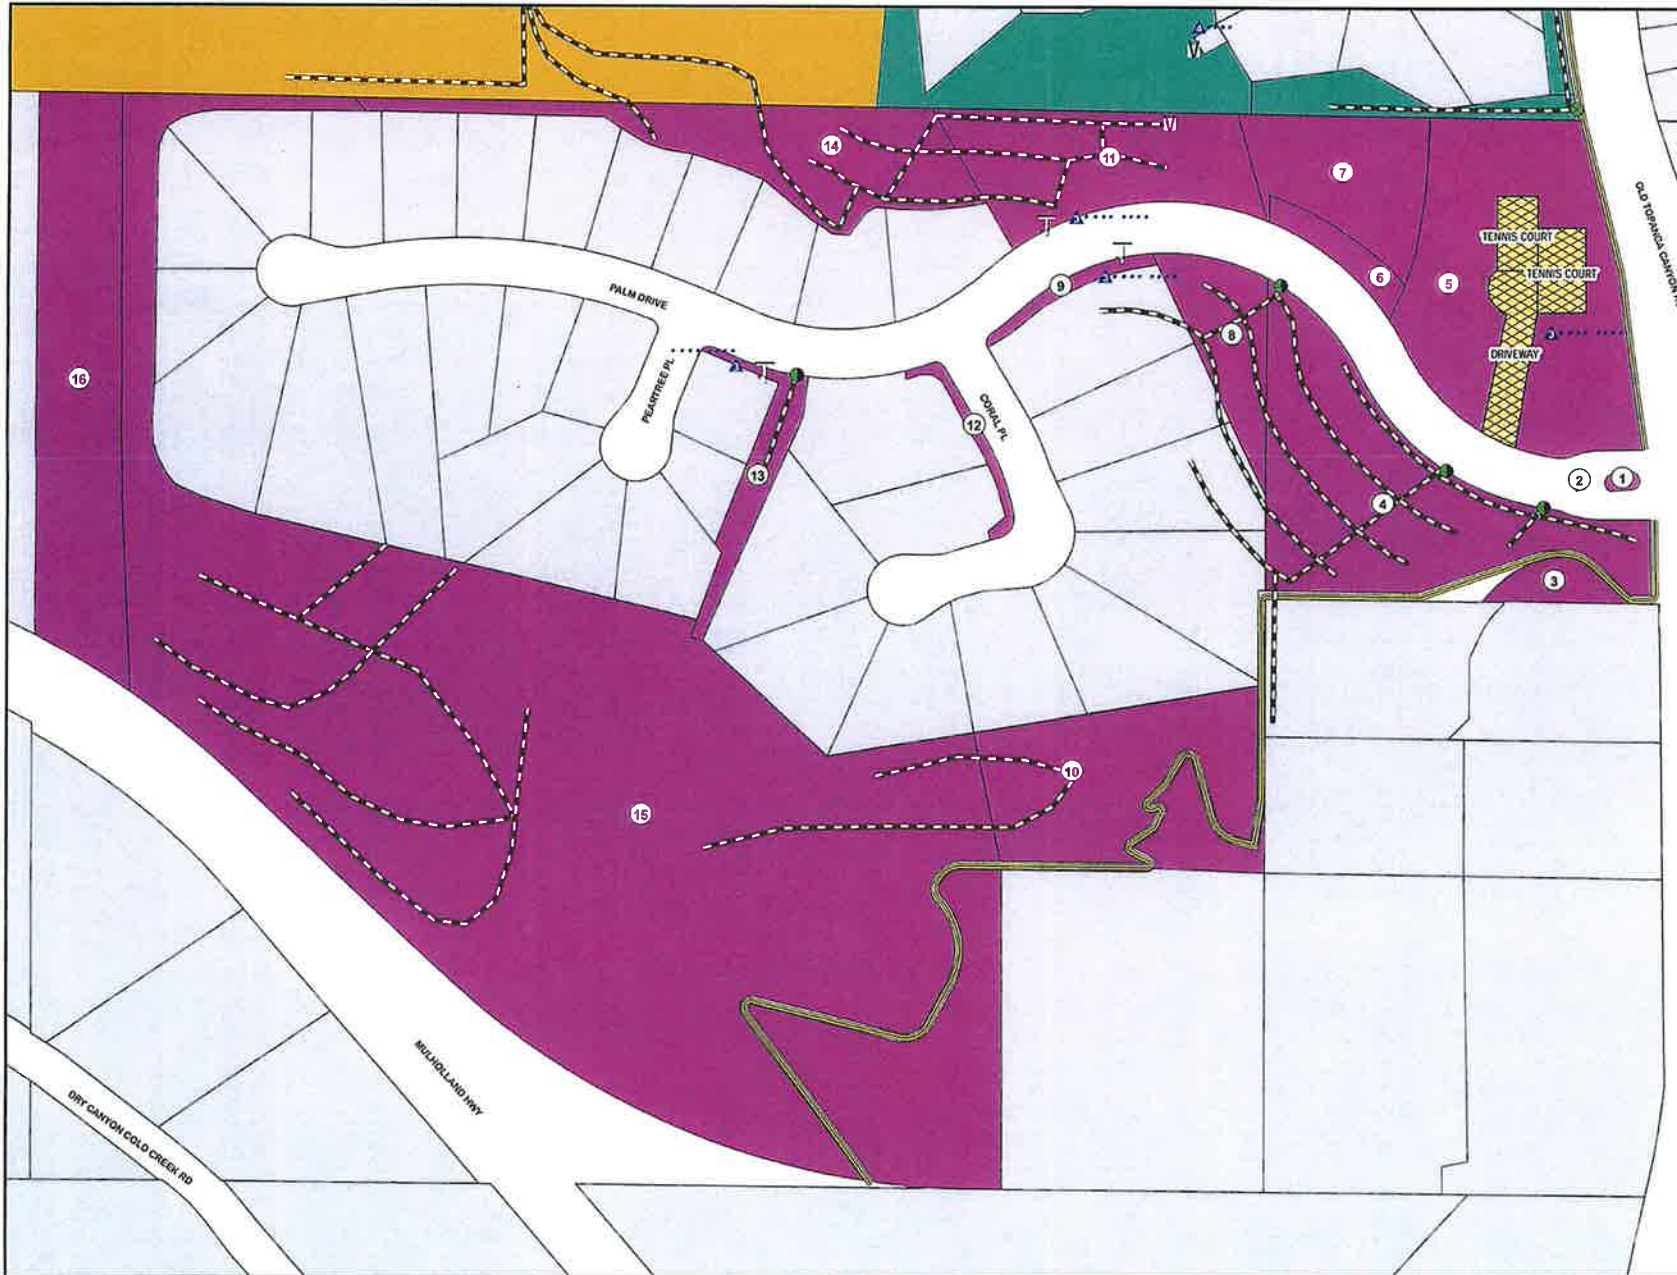 V
V
14
11
7
OLD TOPANGA CANYON R
TENNIS COURT
T
T
6
TENNIS COURT
5
9
PALM DRIVE
8
DRIVEWAY
T
PEARTREE PL
16
CORAL PL
12
13
2
1
4
3
10
15
MULHOLLAND HWY
DRY CANYON COLD CREEK RD